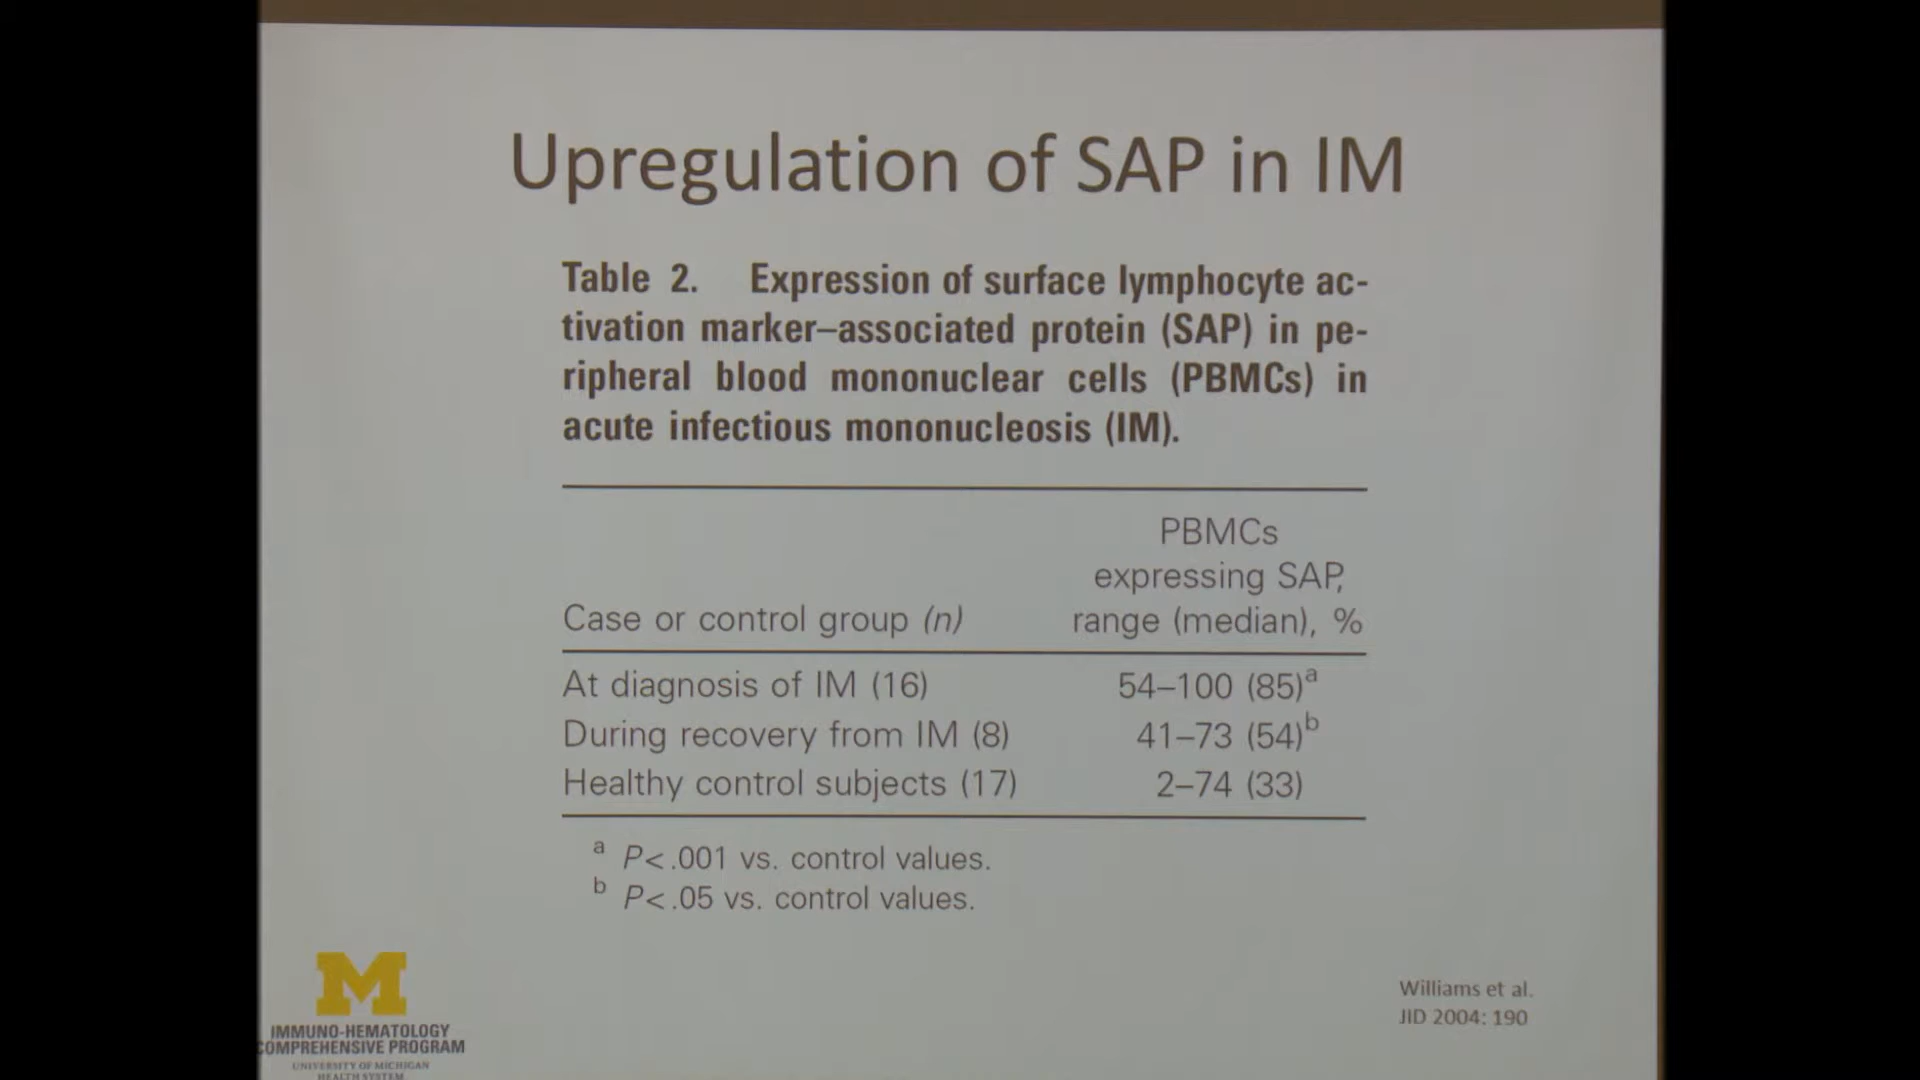 Upregulation of SAP in IM
Table 2. Expression of surface lymphocyte ac-
tivation marker–associated protein (SAP) in pe-
ripheral blood mononuclear cells (PBMCs) in
acute infectious mononucleosis (IM).
PBMCs
expressing SAP,
Case or control group (n) range (median), %
At diagnosis of IM (16) 54–100 (85)a
During recovery from IM (8) 41–73 (54)b
Healthy control subjects (17) 2–74 (33)
a P<.001 vs. control values.
b P<.05 vs. control values.
M
IMMUNO-HEMATOLOGY
COMPREHENSIVE PROGRAM
UNIVERSITY OF MICHIGAN
HEALTH SYSTEM
Williams et al.
JID 2004: 190